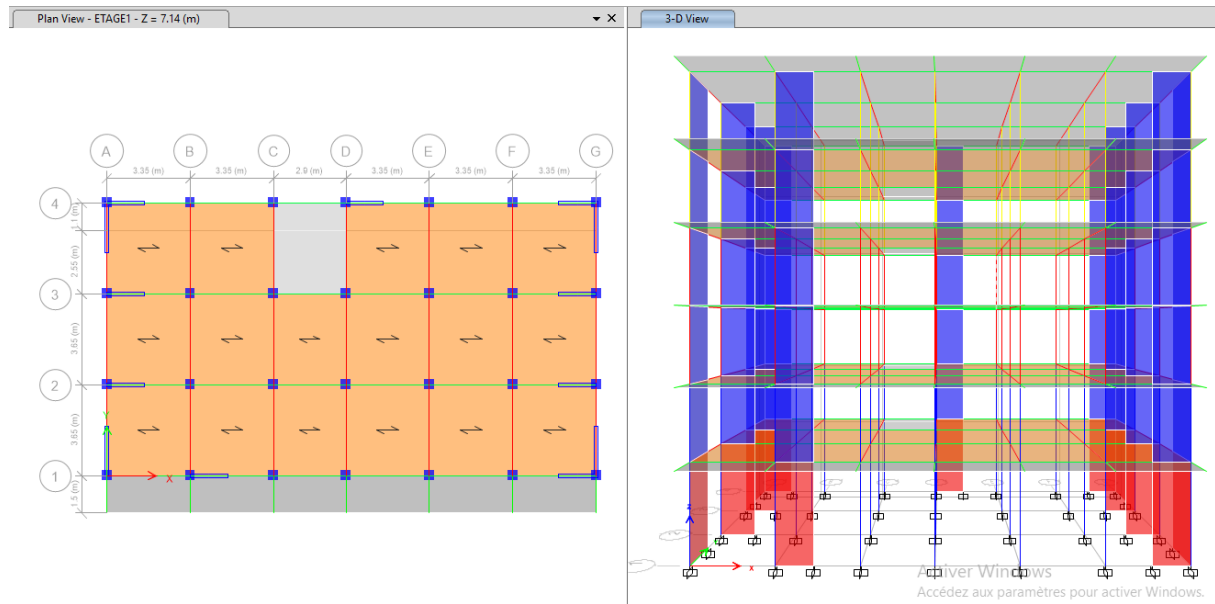 Plan View - ETAGE1 - Z = 7.14 (m)
3-D View
A B C D E F G
3.35 (m) 3.35 (m) 2.9 (m) 3.35 (m) 3.35 (m) 3.35 (m)
4
1.1 (m)
2.55 (m)
3
3.65 (m)
2
3.65 (m)
Y
1
X
1.5 (m)
Z
Y
X
Activer Windows
Accédez aux paramètres pour activer Windows.